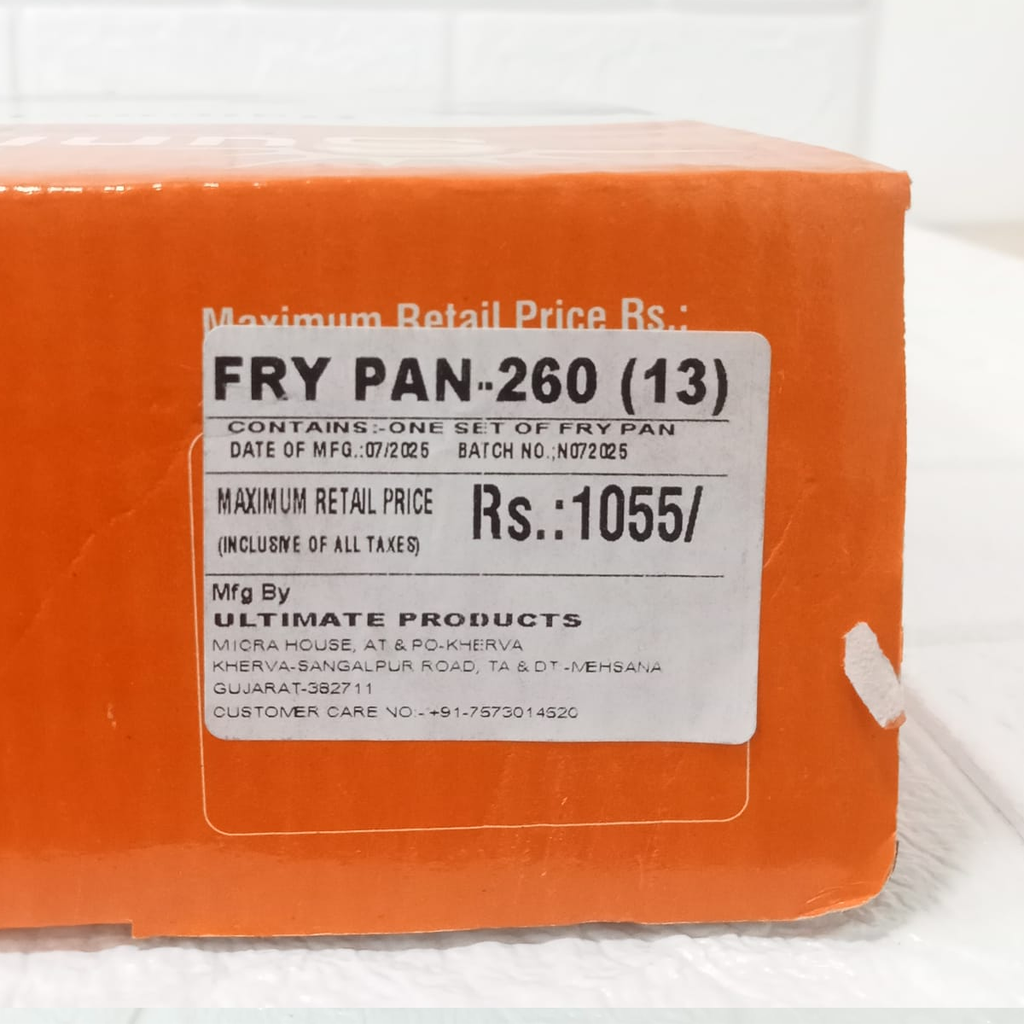 Maximum Retail Price Rs.:
FRY PAN-260 (13)
CONTAINS:-ONE SET OF FRY PAN
DATE OF MFG.:07/2025 BATCH NO.;N072025
MAXIMUM RETAIL PRICE Rs.:1055/
(INCLUSIVE OF ALL TAXES)
Mfg By
ULTIMATE PRODUCTS
MICRA HOUSE, AT & PO-KHERVA
KHERVA-SANGALPUR ROAD, TA & DT-MEHSANA
GUJARAT-382711
CUSTOMER CARE NO:- +91-7573014520